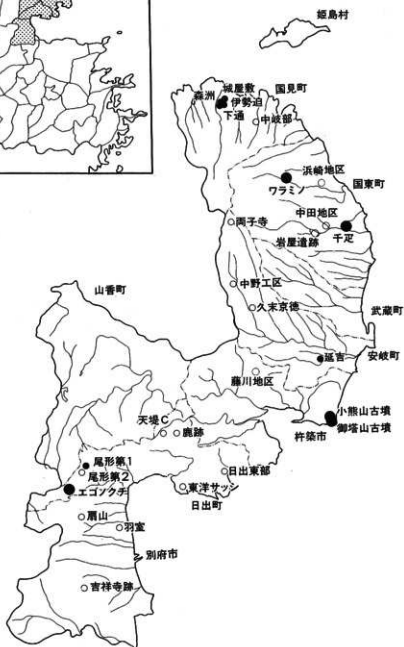 姫島村
城屋敷
国見町
森洲
伊勢迫
下通
中岐部
浜崎地区
ワラミノ
国東町
中田地区
両子寺
千疋
岩屋遺跡
山香町
中野工区
久末京徳
武蔵町
延吉
安岐町
藤川地区
小熊山古墳
天堤C
鹿跡
杵築市
御塔山古墳
尾形第1
尾形第2
日出東部
エゴノクチ
東洋サッシ
日出町
扇山
羽室
別府市
吉祥寺跡